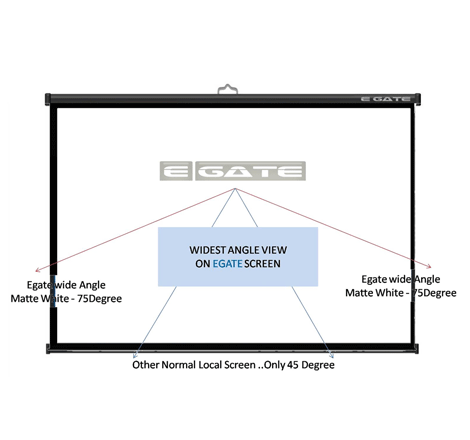 E GATE
E GATE
WIDEST ANGLE VIEW
ON EGATE SCREEN
Egate wide Angle
Matte White - 75Degree
Egate wide Angle
Matte White - 75Degree
Other Normal Local Screen ..Only 45 Degree